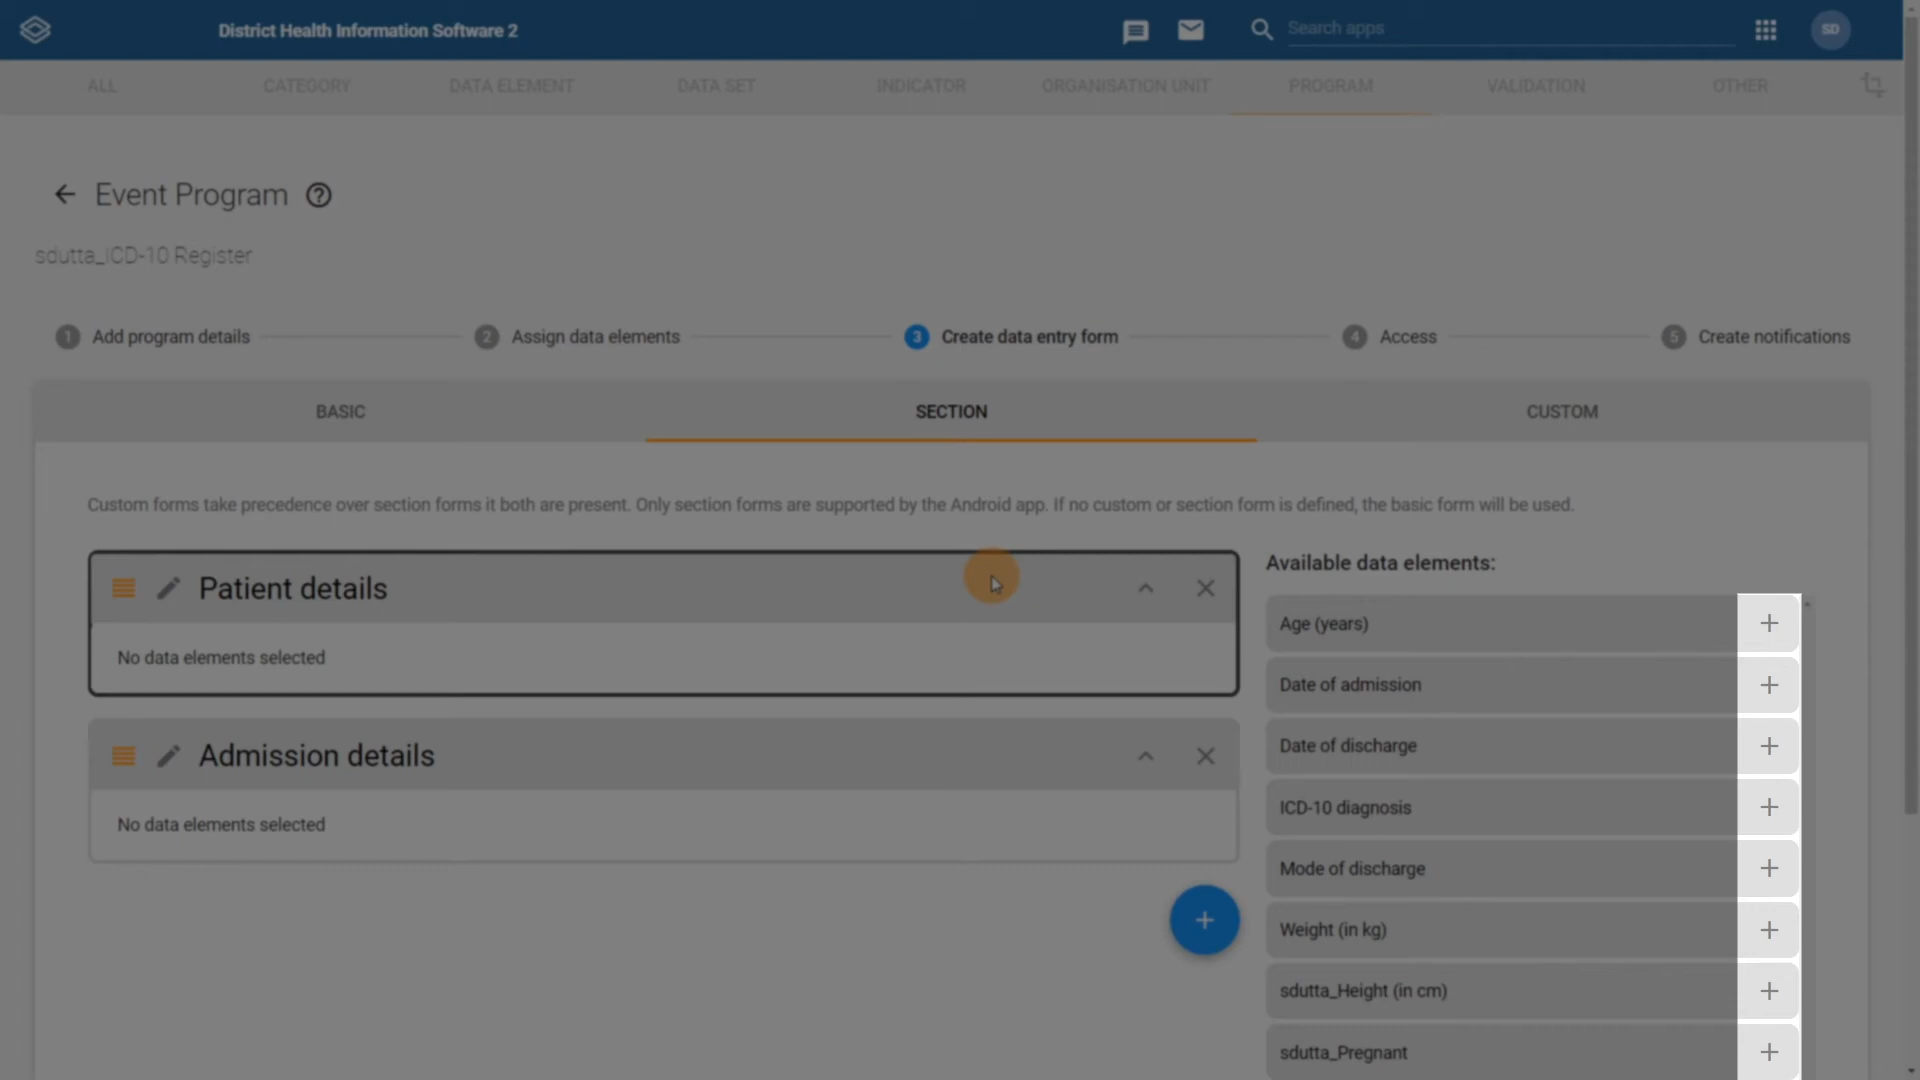 District Health Information Software 2
Search apps
SD
ALL CATEGORY DATA ELEMENT DATA SET INDICATOR ORGANISATION UNIT PROGRAM VALIDATION OTHER
Event Program
sdutta_ICD-10 Register
1 Add program details 2 Assign data elements 3 Create data entry form 4 Access 5 Create notifications
BASIC SECTION CUSTOM
Custom forms take precedence over section forms it both are present. Only section forms are supported by the Android app. If no custom or section form is defined, the basic form will be used.
Patient details
No data elements selected
Admission details
No data elements selected
Available data elements:
Age (years)
Date of admission
Date of discharge
ICD-10 diagnosis
Mode of discharge
Weight (in kg)
sdutta_Height (in cm)
sdutta_Pregnant